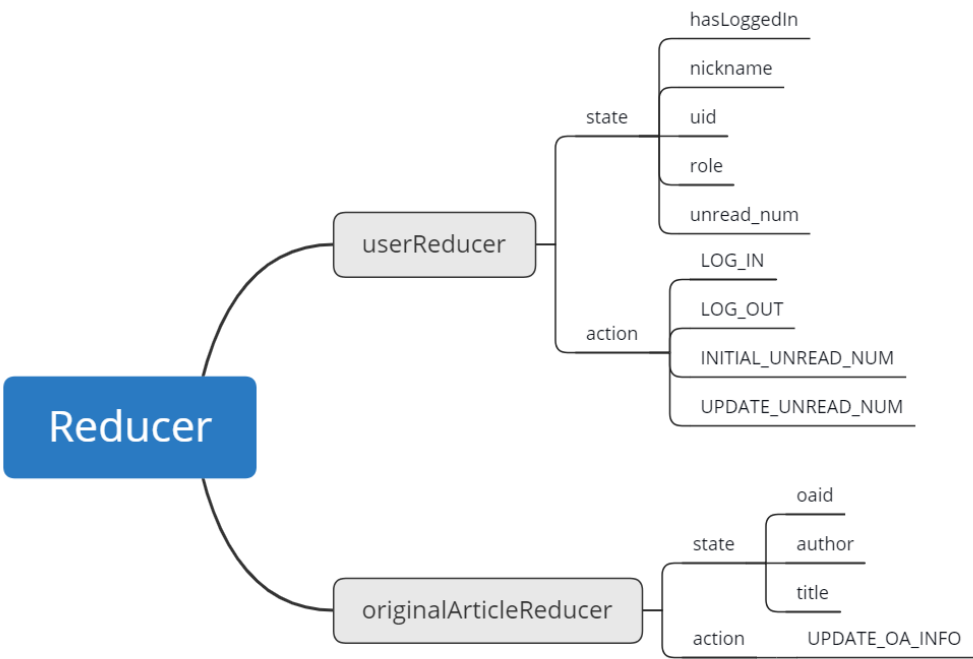 Reducer
userReducer
state
hasLoggedIn
nickname
uid
role
unread_num
action
LOG_IN
LOG_OUT
INITIAL_UNREAD_NUM
UPDATE_UNREAD_NUM
originalArticleReducer
state
oaid
author
title
action
UPDATE_OA_INFO